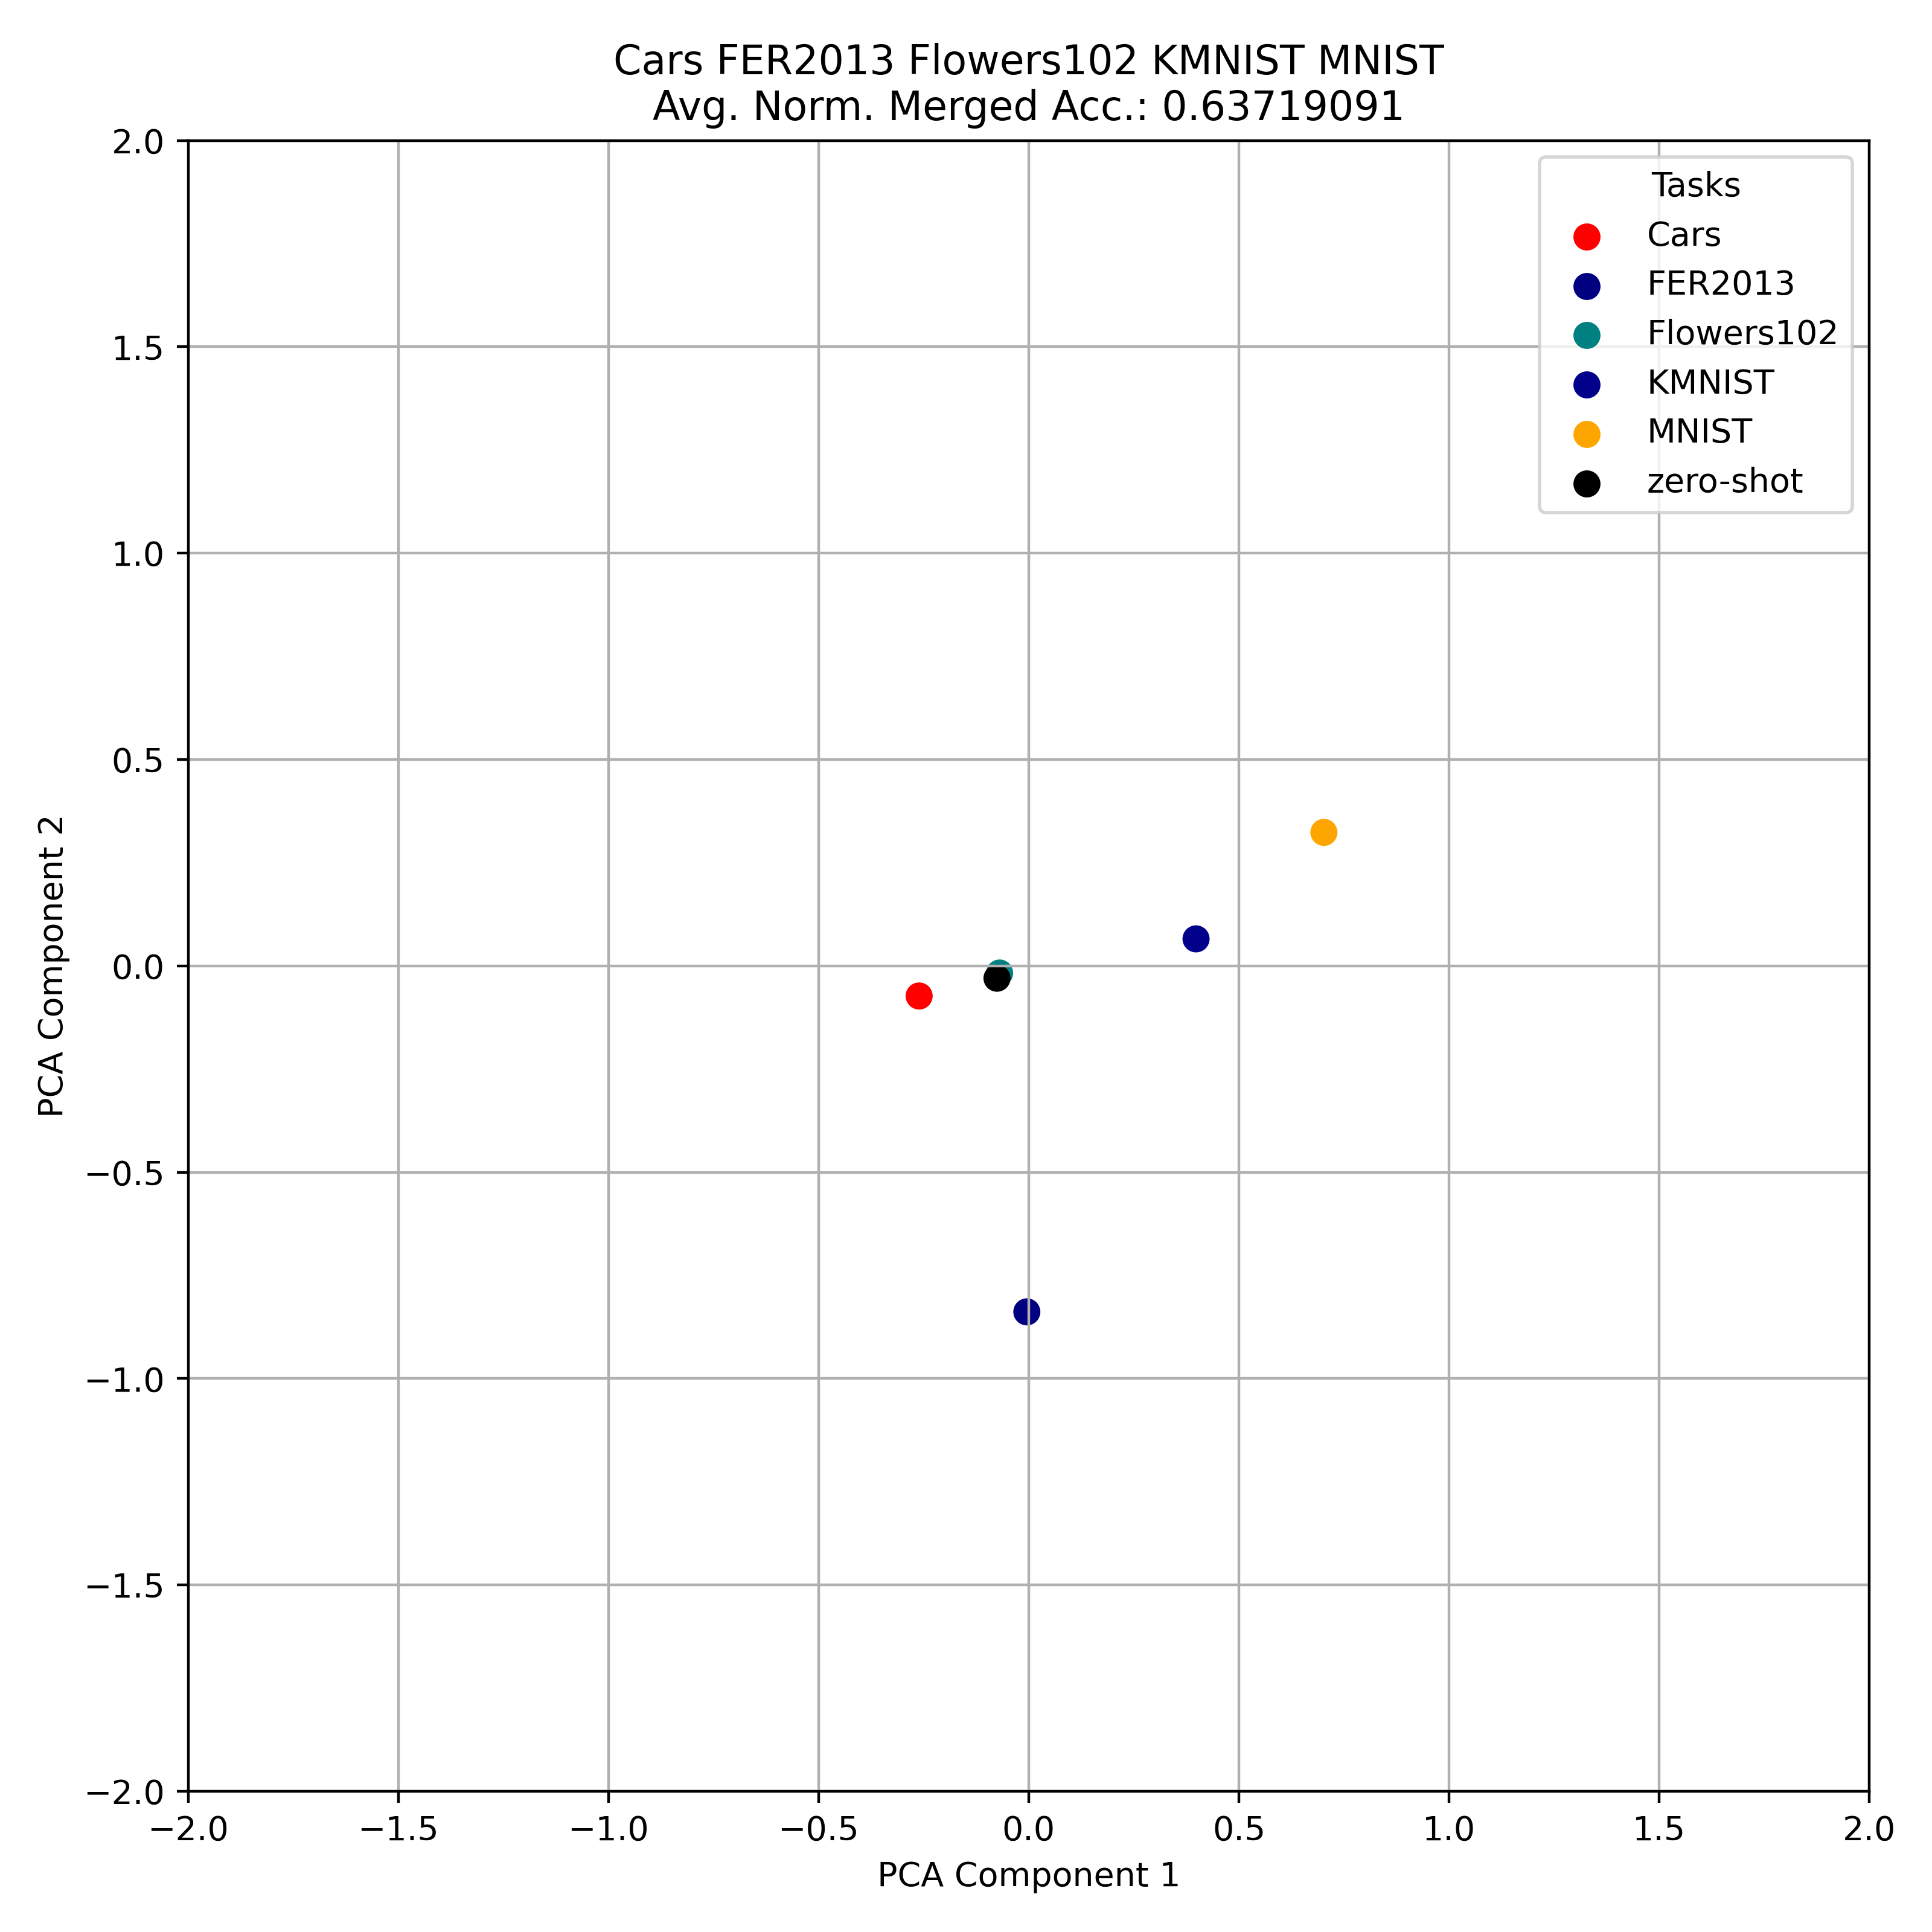 Cars FER2013 Flowers102 KMNIST MNIST
Avg. Norm. Merged Acc.: 0.63719091
Tasks
Cars
FER2013
Flowers102
KMNIST
MNIST
zero-shot
2.0
1.5
1.0
0.5
0.0
−0.5
−1.0
−1.5
−2.0
PCA Component 2
−2.0 −1.5 −1.0 −0.5 0.0 0.5 1.0 1.5 2.0
PCA Component 1